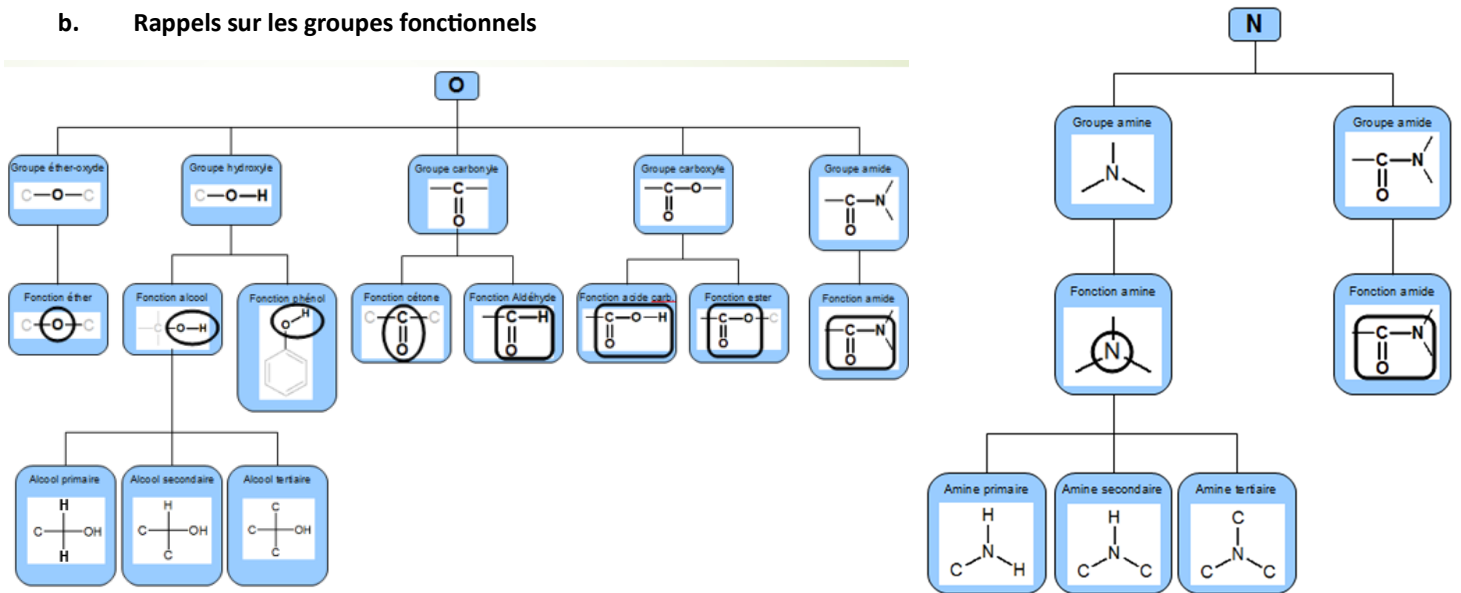 b. Rappels sur les groupes fonctionnels
O
Groupe éther-oxyde
C—O—C
Groupe hydroxyle
C—O—H
Groupe carbonyle
—C—
O
Groupe carboxyle
—C—O—
O
Groupe amide
—C—N
O
Fonction éther
C—O—C
Fonction alcool
C—O—H
Fonction phénol
O H
Fonction cétone
C—C—C
O
Fonction Aldéhyde
—C—H
O
Fonction acide carb.
—C—O—H
O
Fonction ester
—C—O—C
O
Fonction amide
—C—N
O
Alcool primaire
H
C OH
H
Alcool secondaire
H
C OH
C
Alcool tertiaire
C
C OH
C
N
Groupe amine
N
Groupe amide
—C—N
O
Fonction amine
N
Fonction amide
—C—N
O
Amine primaire
H
N
C H
Amine secondaire
H
N
C C
Amine tertiaire
C
N
C C